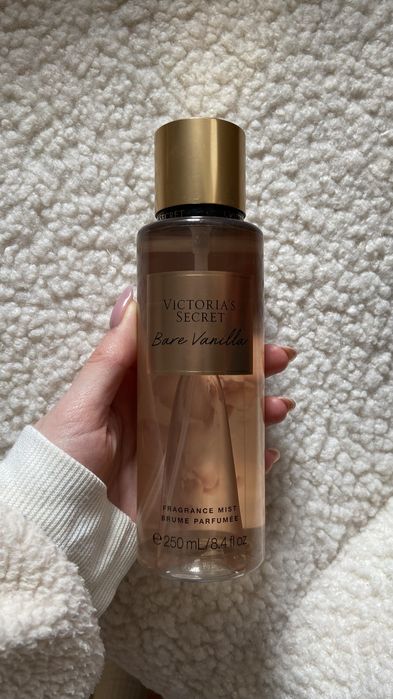 VICTORIA'S
SECRET
Bare Vanilla
FRAGRANCE MIST
BRUME PARFUMÉE
℮250 mL/8.4 fl oz